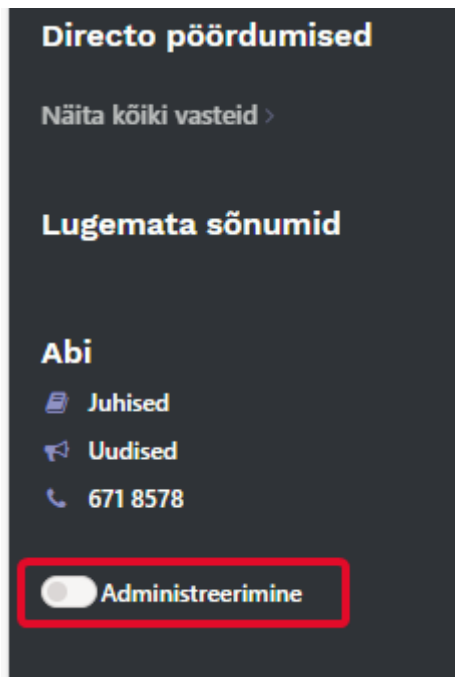 Directo pöördumised
Näita kõiki vasteid >
Lugemata sõnumid
Abi
Juhised
Uudised
671 8578
Administreerimine